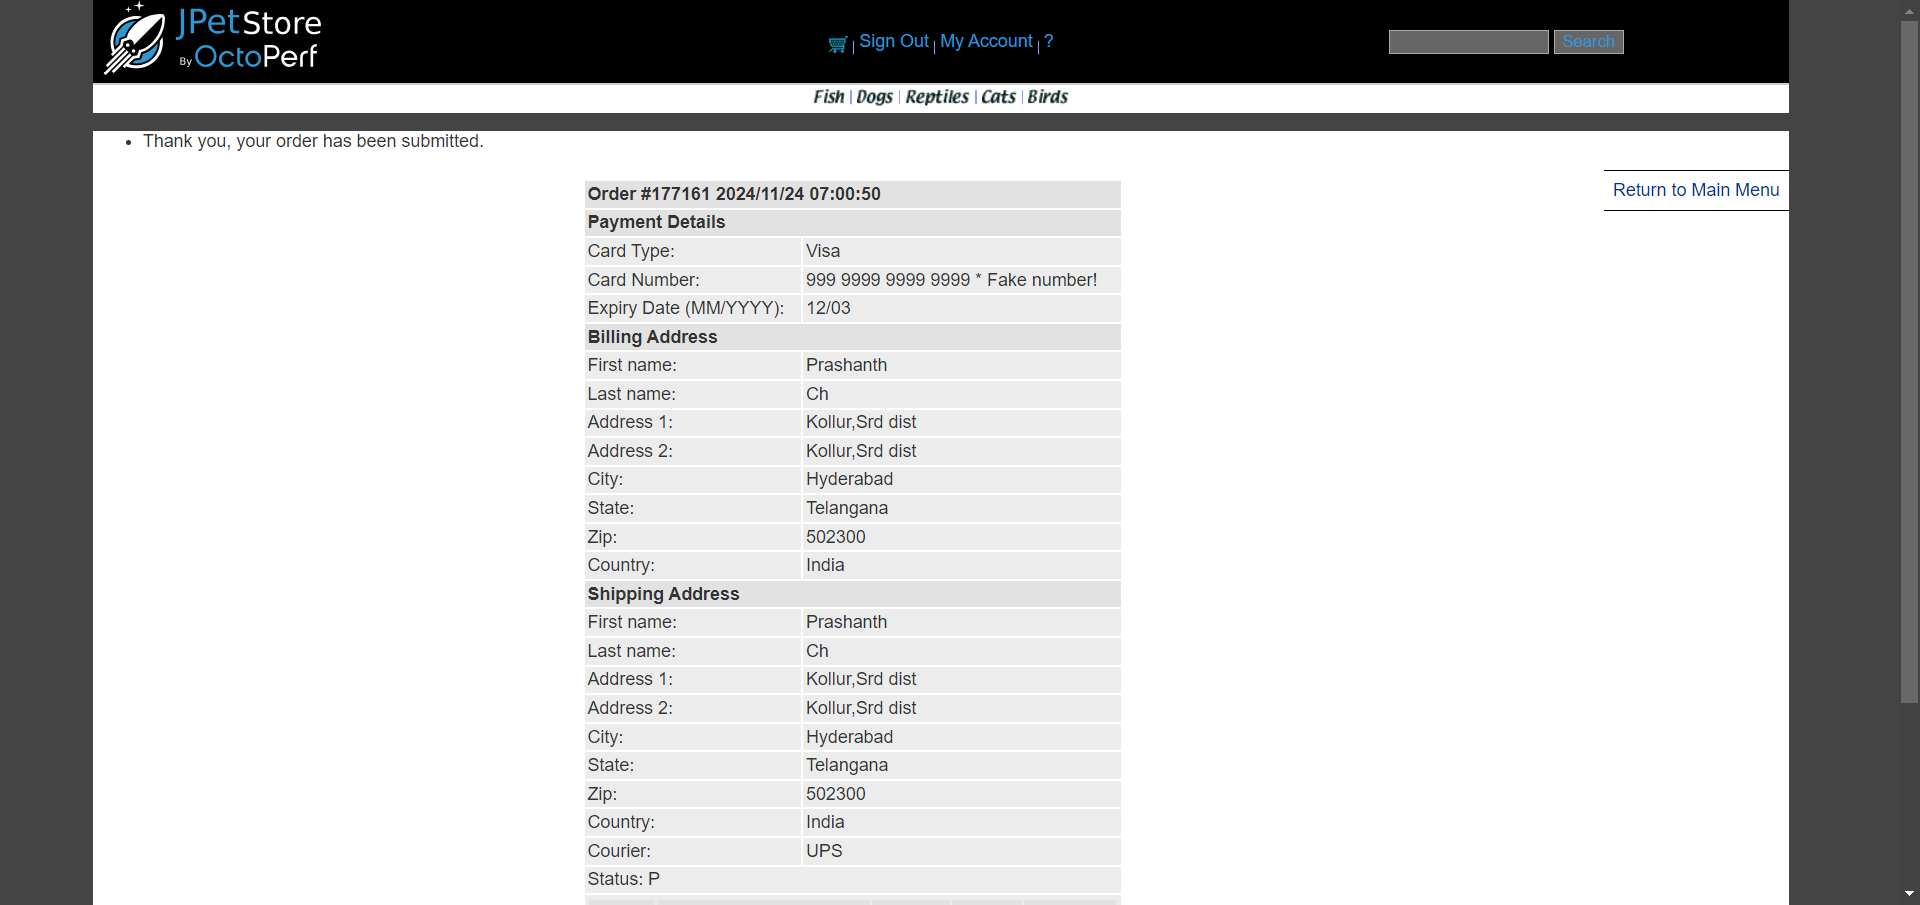 JPetStore
By OctoPerf
Sign Out | My Account | ?
Search
Fish | Dogs | Reptiles | Cats | Birds
Thank you, your order has been submitted.
Return to Main Menu
Order #177161 2024/11/24 07:00:50
Payment Details
Card Type: Visa
Card Number: 999 9999 9999 9999 * Fake number!
Expiry Date (MM/YYYY): 12/03
Billing Address
First name: Prashanth
Last name: Ch
Address 1: Kollur,Srd dist
Address 2: Kollur,Srd dist
City: Hyderabad
State: Telangana
Zip: 502300
Country: India
Shipping Address
First name: Prashanth
Last name: Ch
Address 1: Kollur,Srd dist
Address 2: Kollur,Srd dist
City: Hyderabad
State: Telangana
Zip: 502300
Country: India
Courier: UPS
Status: P